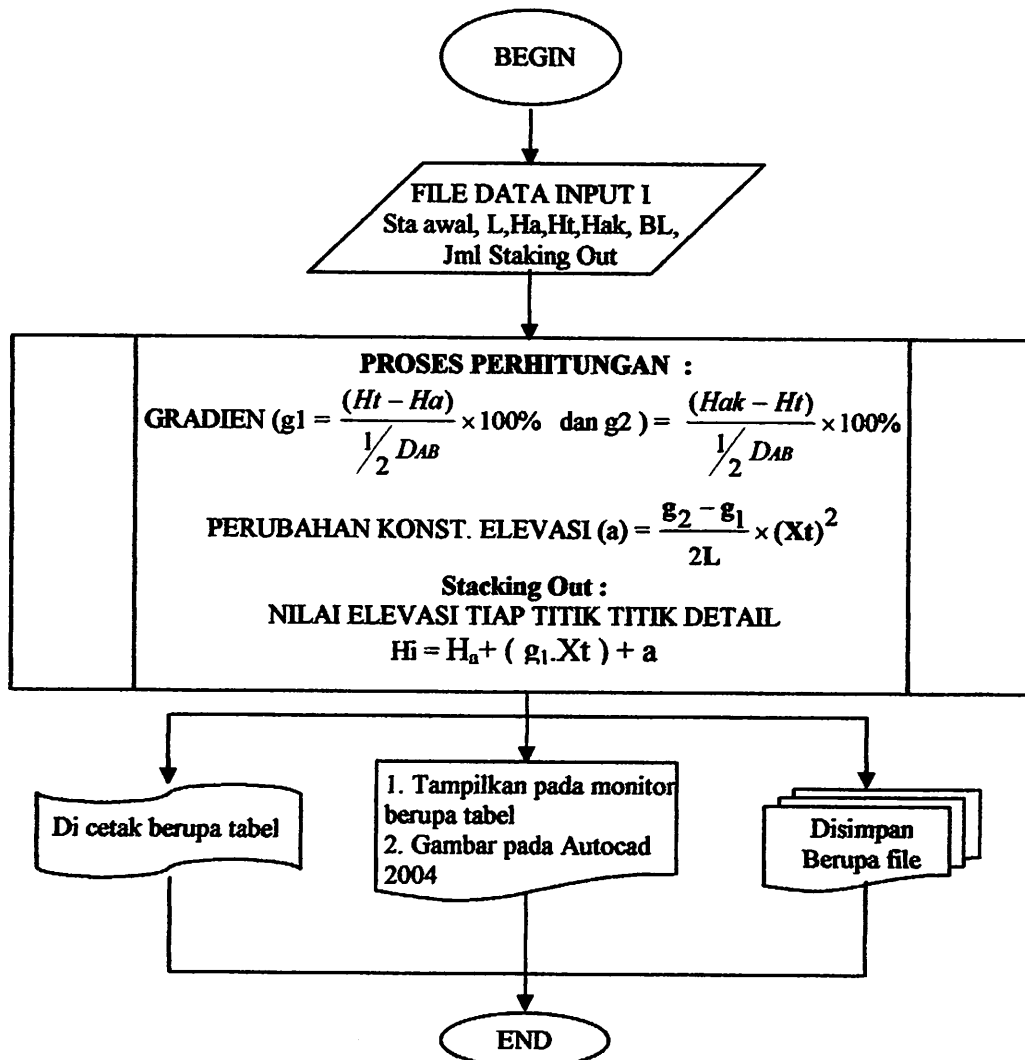 BEGIN
FILE DATA INPUT I
Sta awal, L,Ha,Ht,Hak, BL,
Jml Staking Out
PROSES PERHITUNGAN :
GRADIEN (g1 = (Ht – Ha) / ½ DAB × 100% dan g2 ) = (Hak – Ht) / ½ DAB × 100%
PERUBAHAN KONST. ELEVASI (a) = g₂ – g₁ / 2L × (Xt)²
Stacking Out :
NILAI ELEVASI TIAP TITIK TITIK DETAIL
Hi = Hₐ + ( g₁.Xt ) + a
Di cetak berupa tabel
1. Tampilkan pada monitor
berupa tabel
2. Gambar pada Autocad
2004
Disimpan
Berupa file
END